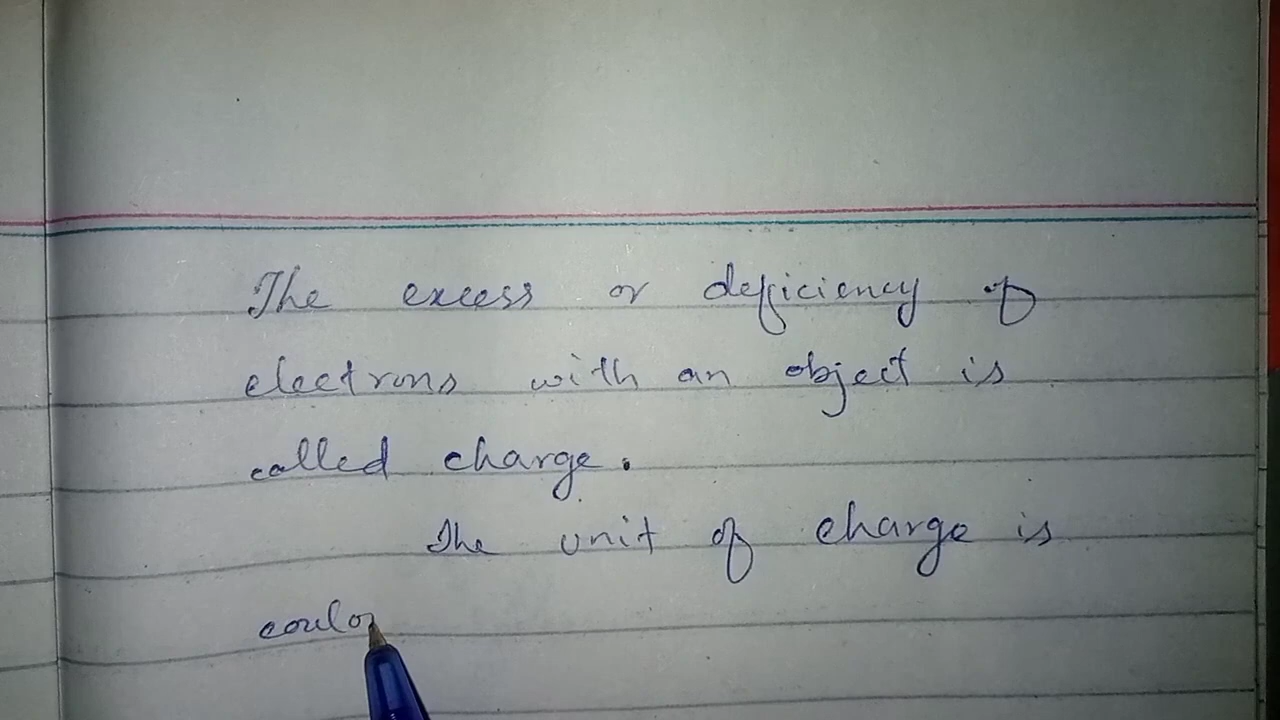 The excess or deficiency of
electrons with an object is
called charge.
The unit of charge is
coulo